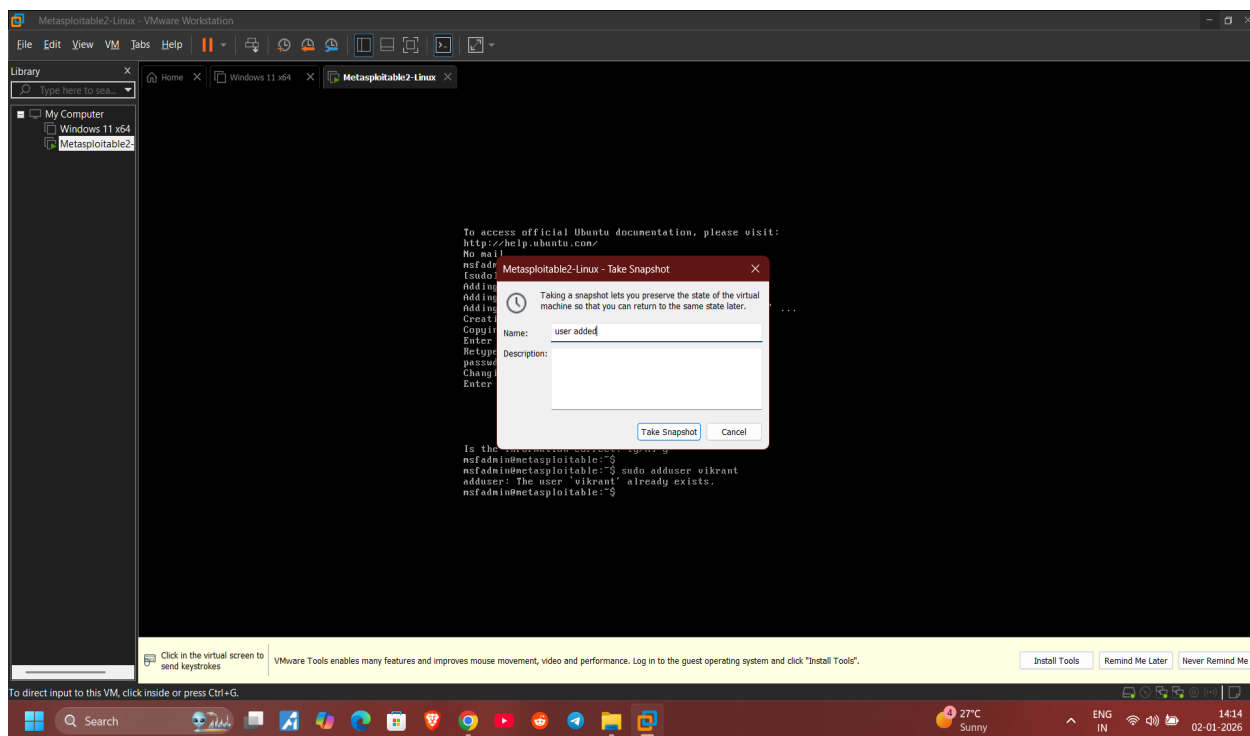 Metasploitable2-Linux - VMware Workstation
File Edit View VM Tabs Help
Library X
Type here to sea...
Home
Windows 11 x64
Metasploitable2-Linux
My Computer
Windows 11 x64
Metasploitable2-
To access official Ubuntu documentation, please visit:
http://help.ubuntu.com/
No mail
msfadm
[sudo]
Adding
Adding
Adding ' ...
Creati
Copyin
Enter
Retype
passwd
Changi
Enter
Metasploitable2-Linux - Take Snapshot
Taking a snapshot lets you preserve the state of the virtual
machine so that you can return to the same state later.
Name: user added
Description:
Take Snapshot Cancel
Is the information correct? [y/N] y
msfadmin@metasploitable:~$
msfadmin@metasploitable:~$ sudo adduser vikrant
adduser: The user `vikrant' already exists.
msfadmin@metasploitable:~$
Click in the virtual screen to
send keystrokes
VMware Tools enables many features and improves mouse movement, video and performance. Log in to the guest operating system and click "Install Tools".
Install Tools Remind Me Later Never Remind Me
To direct input to this VM, click inside or press Ctrl+G.
Search
4
27°C
Sunny
ENG
IN
14:14
02-01-2026